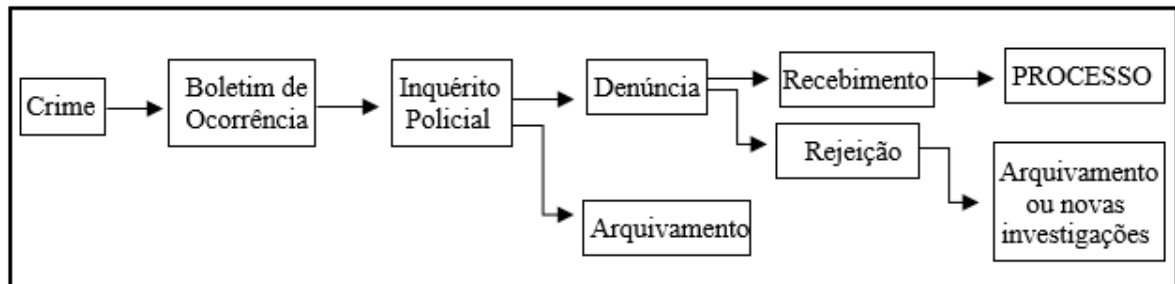 Crime
Boletim de
Ocorrência
Inquérito
Policial
Denúncia
Arquivamento
Recebimento
Rejeição
PROCESSO
Arquivamento
ou novas
investigações